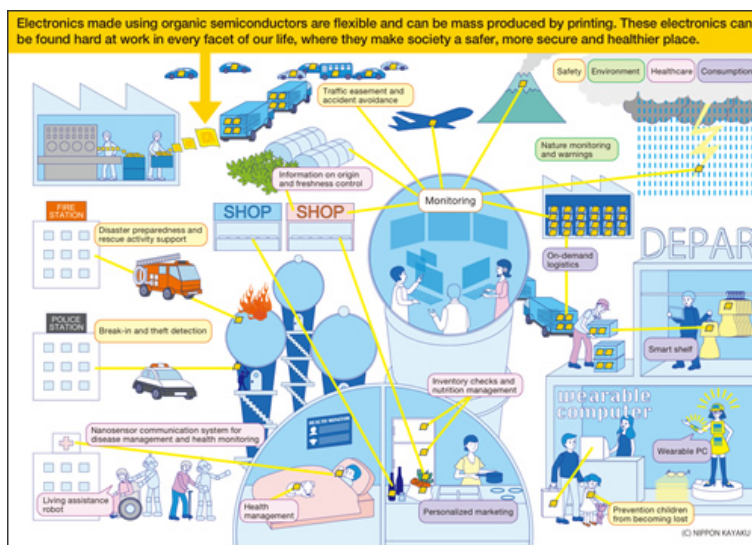 Electronics made using organic semiconductors are flexible and can be mass produced by printing. These electronics can
be found hard at work in every facet of our life, where they make society a safer, more secure and healthier place.
Safety
Environment
Healthcare
Consumption
Traffic easement and
accident avoidance
Nature monitoring
and warnings
Information on origin
and freshness control
Monitoring
SHOP
SHOP
FIRE
STATION
Disaster preparedness and
rescue activity support
On-demand
logistics
DEPAR
POLICE
STATION
Break-in and theft detection
Smart shelf
Inventory checks and
nutrition management
wearable
computer
Nanosensor communication system for
disease management and health monitoring
HEALTH MONITOR
Wearable PC
Living assistance
robot
Health
management
Personalized marketing
Prevention children
from becoming lost
(C) NIPPON KAYAKU